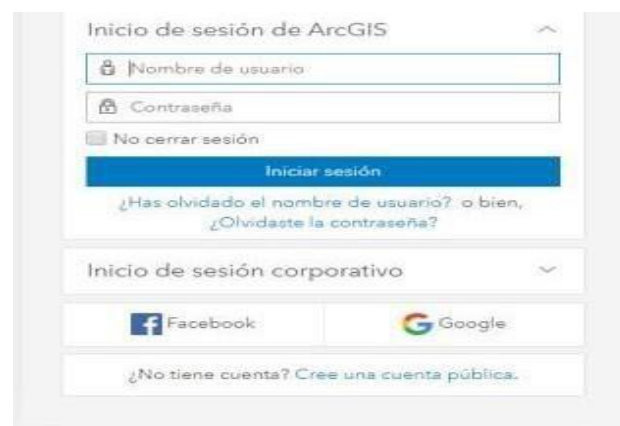 Inicio de sesión de ArcGIS
Nombre de usuario
Contraseña
No cerrar sesión
Iniciar sesión
¿Has olvidado el nombre de usuario? o bien,
¿Olvidaste la contraseña?
Inicio de sesión corporativo
Facebook
Google
¿No tiene cuenta? Cree una cuenta pública.